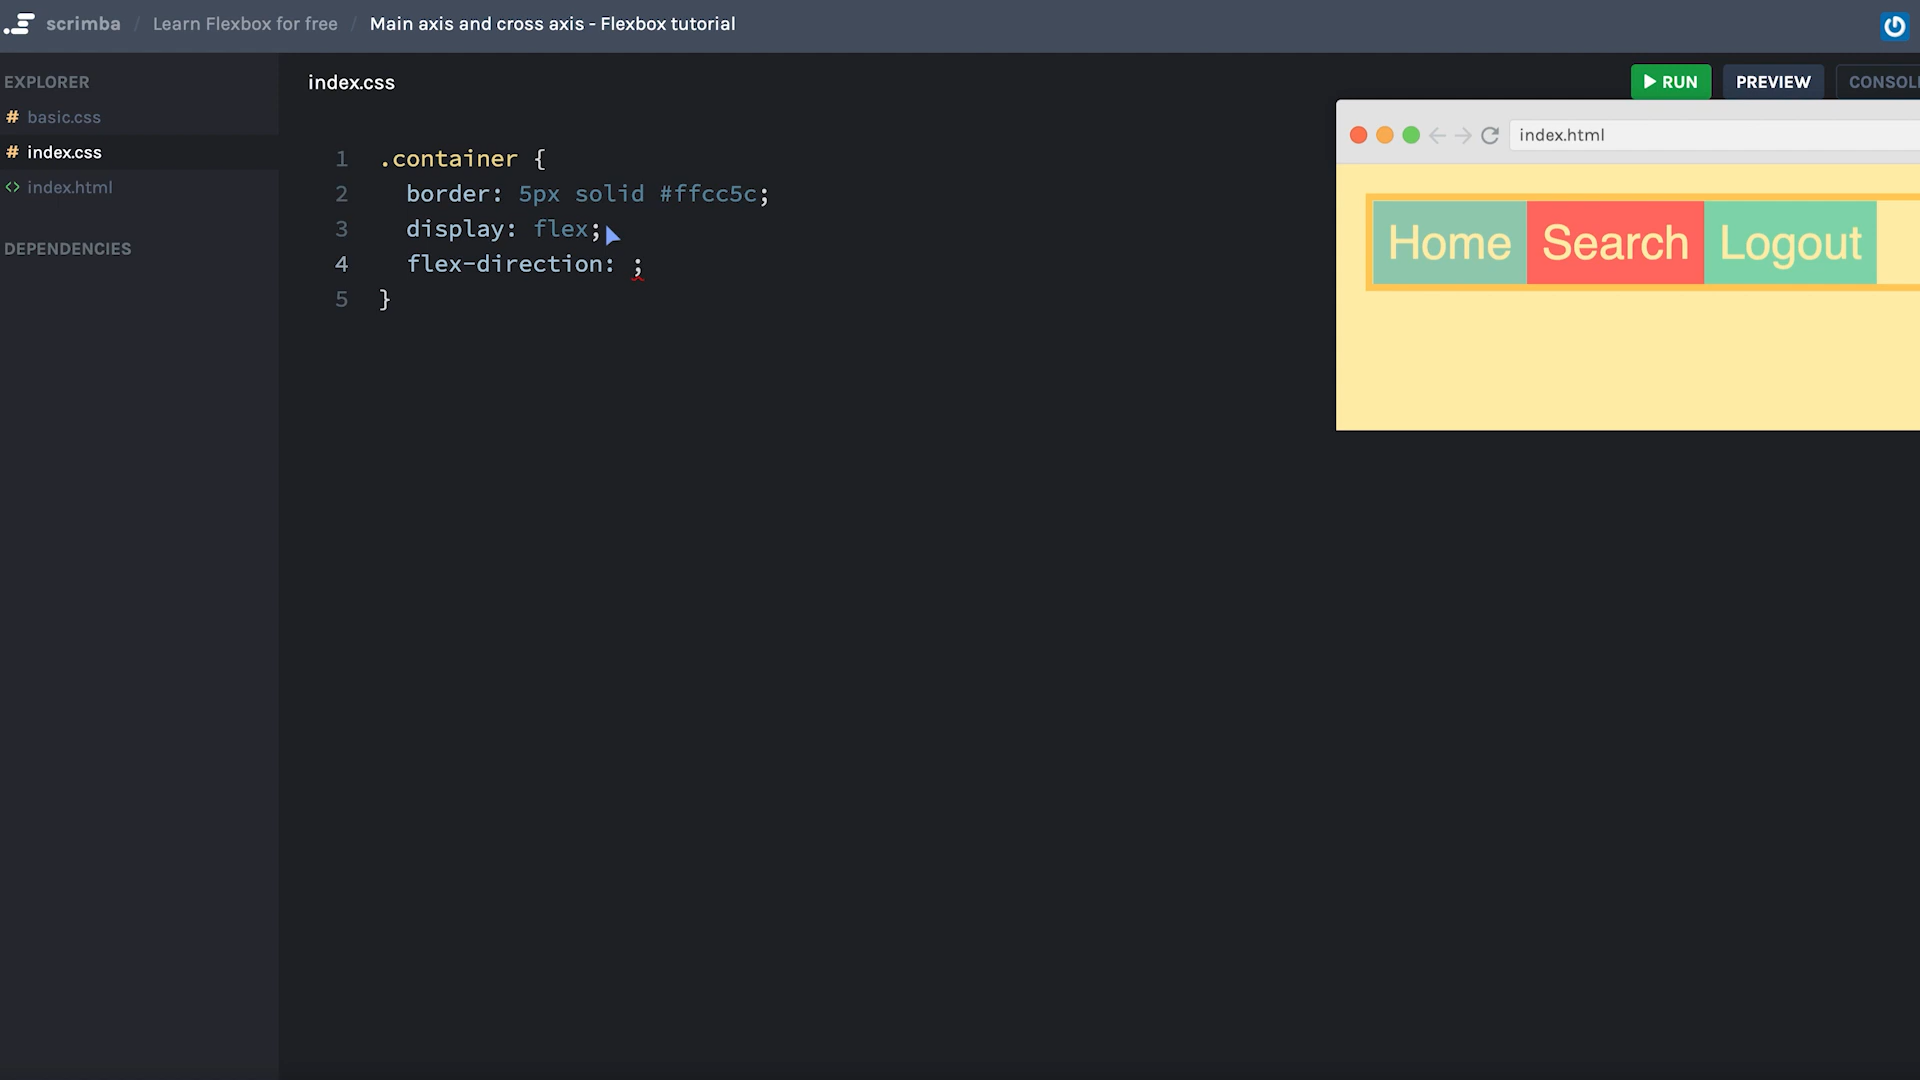 scrimba / Learn Flexbox for free / Main axis and cross axis - Flexbox tutorial
EXPLORER
# basic.css
# index.css
<> index.html
DEPENDENCIES
index.css
RUN
PREVIEW
CONSOL
1 .container {
2 border: 5px solid #ffcc5c;
3 display: flex;
4 flex-direction: ;
5 }
index.html
Home Search Logout